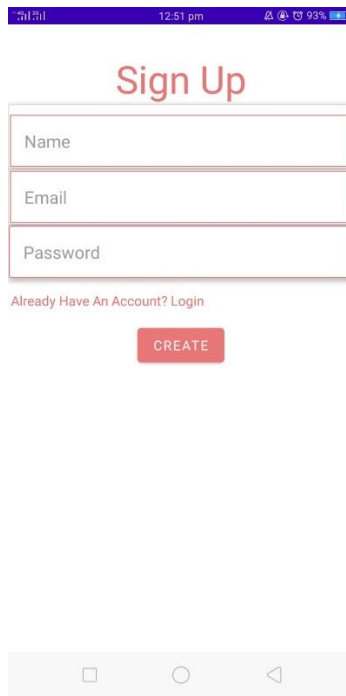 12:51 pm 93%
Sign Up
Name
Email
Password
Already Have An Account? Login
CREATE